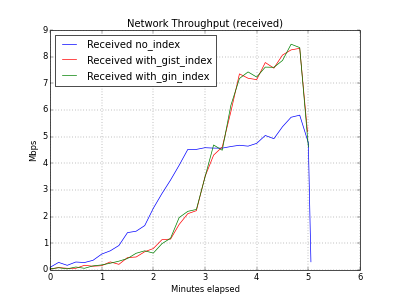 Network Throughput (received)
Received no_index
Received with_gist_index
Received with_gin_index
Mbps
9
8
7
6
5
4
3
2
1
0
0 1 2 3 4 5 6
Minutes elapsed